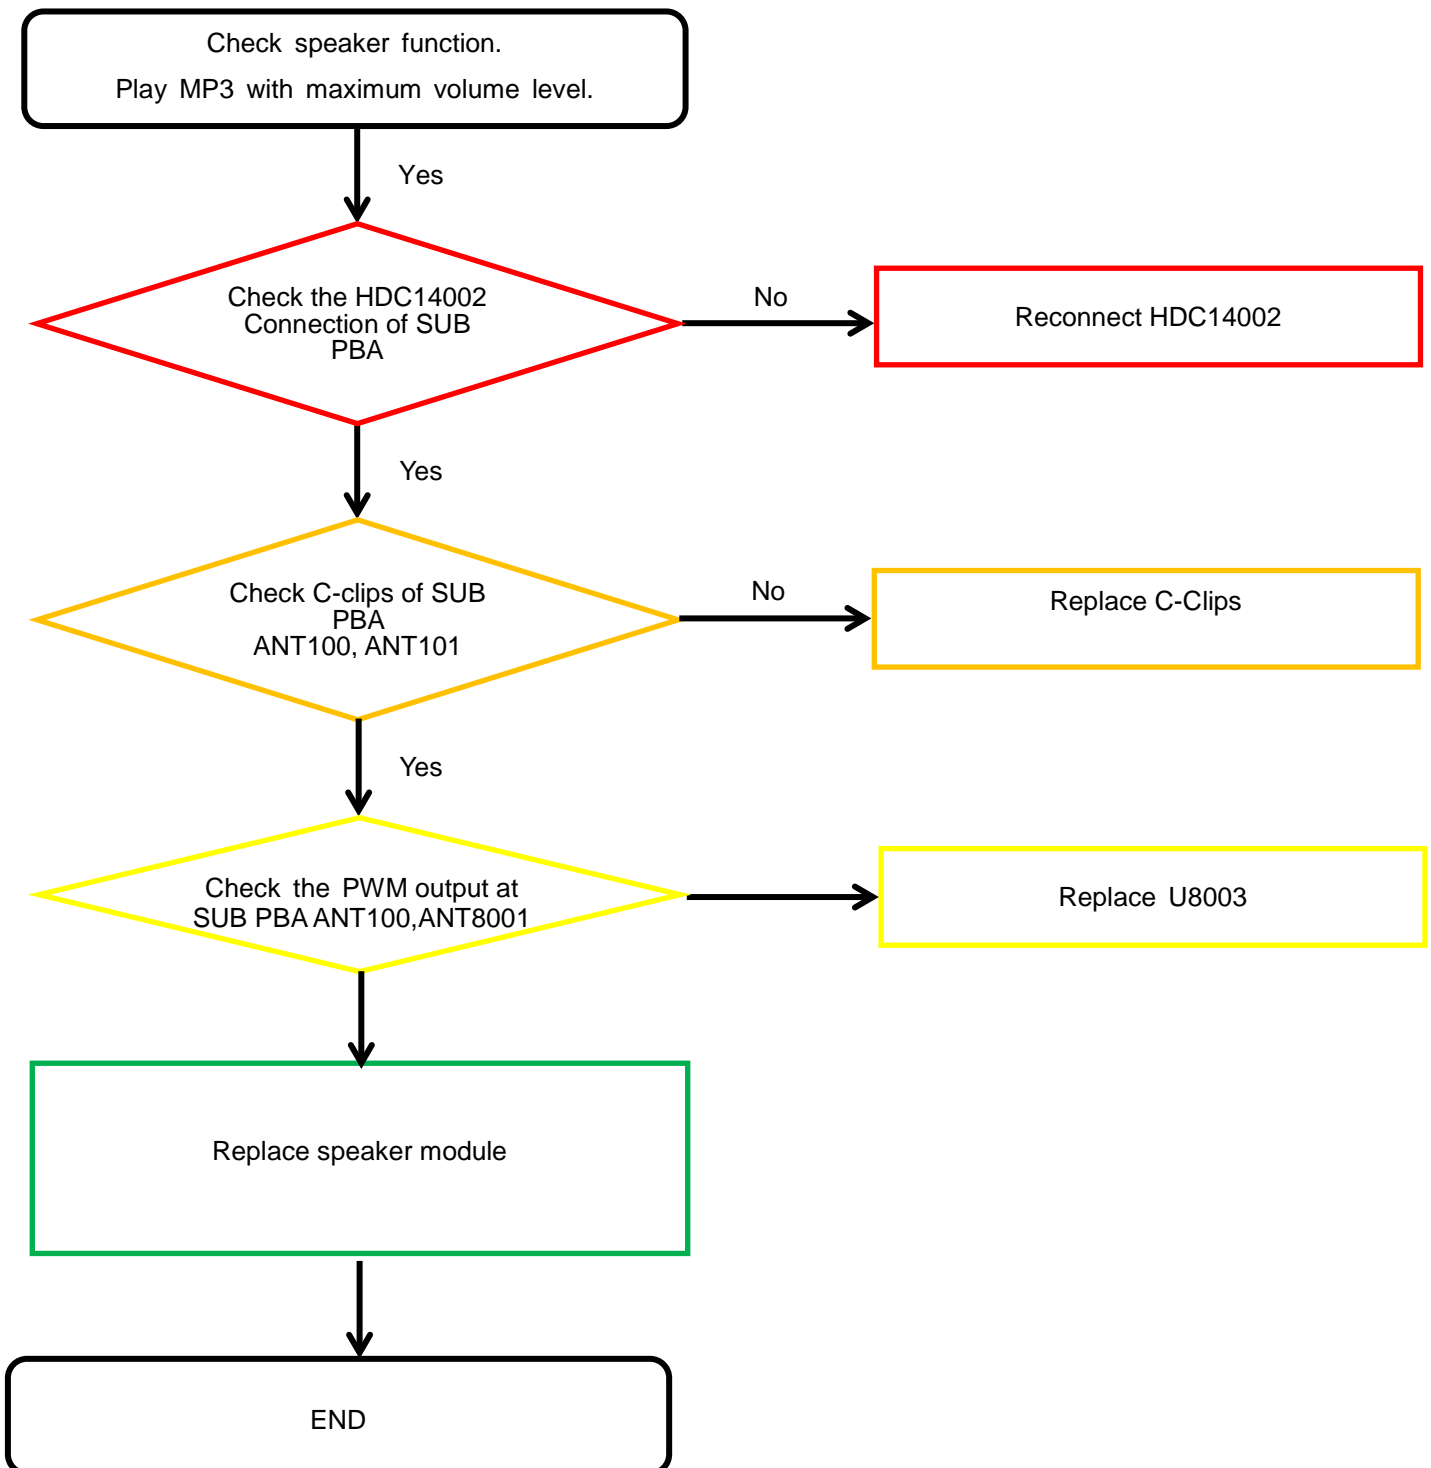 Check speaker function.
Play MP3 with maximum volume level.
Yes
Check the HDC14002
Connection of SUB
PBA
No
Reconnect HDC14002
Yes
Check C-clips of SUB
PBA
ANT100, ANT101
No
Replace C-Clips
Yes
Check the PWM output at
SUB PBA ANT100,ANT8001
Replace U8003
Replace speaker module
END